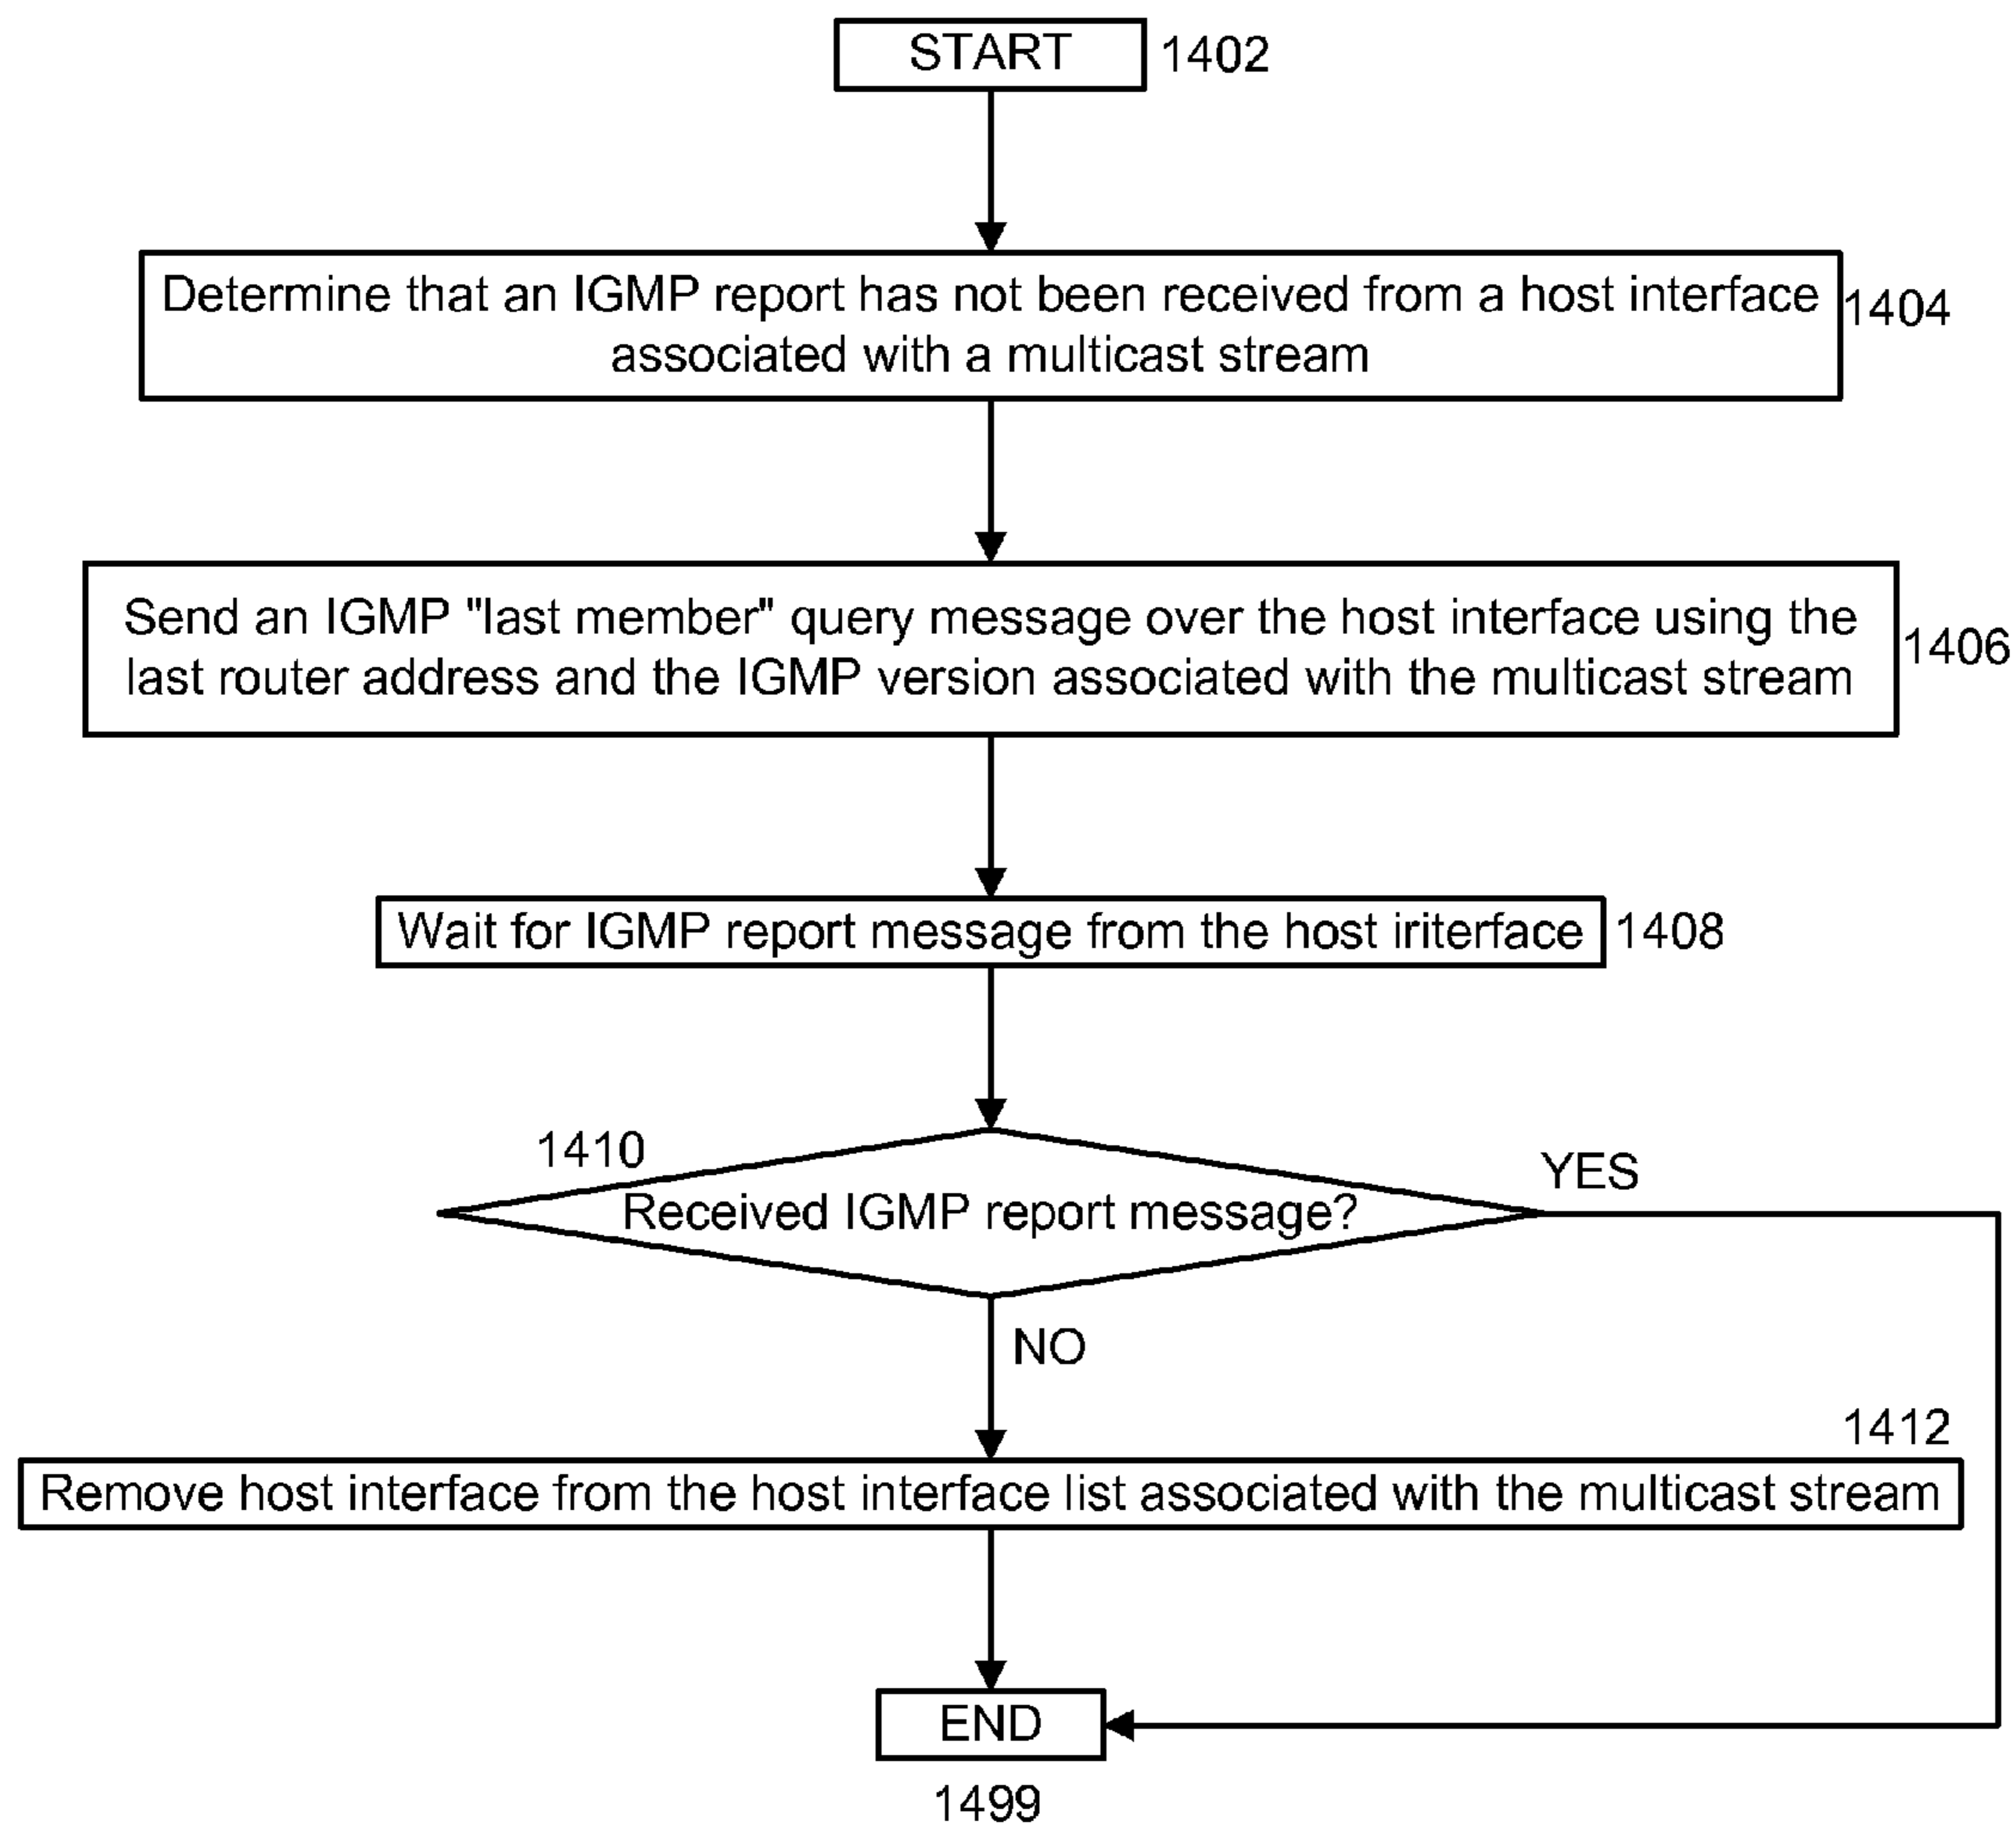 START 1402
Determine that an IGMP report has not been received from a host interface
associated with a multicast stream
1404
Send an IGMP "last member" query message over the host interface using the
last router address and the IGMP version associated with the multicast stream
1406
Wait for IGMP report message from the host iriterface 1408
1410
Received IGMP report message?
YES
NO
1412
Remove host interface from the host interface list associated with the multicast stream
END
1499